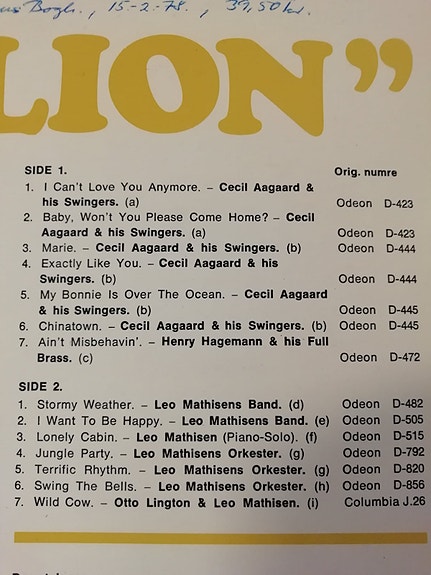 Bogh., 15.-2.-78., 39,50 kr.
LION”
SIDE 1. Orig. numre
1. I Can't Love You Anymore. – Cecil Aagaard &
his Swingers. (a) Odeon D-423
2. Baby, Won't You Please Come Home? – Cecil
Aagaard & his Swingers. (a) Odeon D-423
3. Marie. – Cecil Aagaard & his Swingers. (b) Odeon D-444
4. Exactly Like You. – Cecil Aagaard & his
Swingers. (b) Odeon D-444
5. My Bonnie Is Over The Ocean. – Cecil Aagaard
& his Swingers. (b) Odeon D-445
6. Chinatown. – Cecil Aagaard & his Swingers. (b) Odeon D-445
7. Ain't Misbehavin'. – Henry Hagemann & his Full
Brass. (c) Odeon D-472
SIDE 2.
1. Stormy Weather. – Leo Mathisens Band. (d) Odeon D-482
2. I Want To Be Happy. – Leo Mathisens Band. (e) Odeon D-505
3. Lonely Cabin. – Leo Mathisen (Piano-Solo). (f) Odeon D-515
4. Jungle Party. – Leo Mathisens Orkester. (g) Odeon D-792
5. Terrific Rhythm. – Leo Mathisens Orkester. (g) Odeon D-820
6. Swing The Bells. – Leo Mathisens Orkester. (h) Odeon D-856
7. Wild Cow. – Otto Lington & Leo Mathisen. (i) Columbia J.26